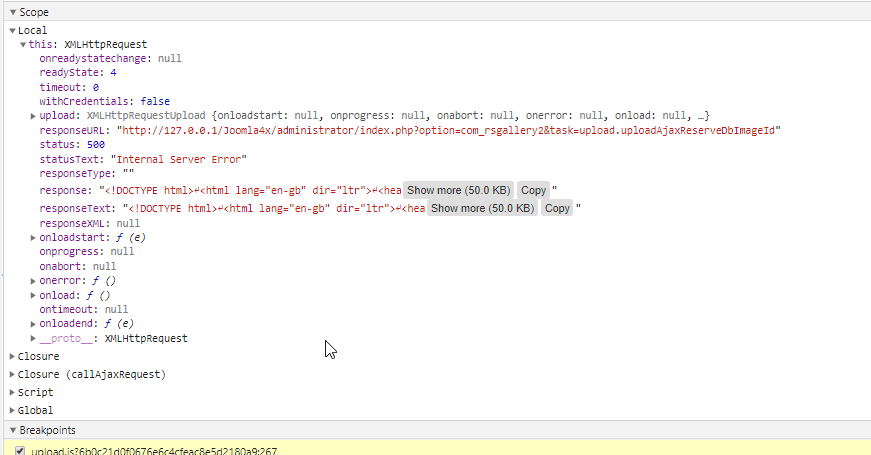 Scope
Local
this: XMLHttpRequest
onreadystatechange: null
readyState: 4
timeout: 0
withCredentials: false
upload: XMLHttpRequestUpload {onloadstart: null, onprogress: null, onabort: null, onerror: null, onload: null, …}
responseURL: "http://127.0.0.1/Joomla4x/administrator/index.php?option=com_rsgallery2&task=upload.uploadAjaxReserveDbImageId"
status: 500
statusText: "Internal Server Error"
responseType: ""
response: "<!DOCTYPE html>↵<html lang="en-gb" dir="ltr">↵<hea Show more (50.0 KB) Copy "
responseText: "<!DOCTYPE html>↵<html lang="en-gb" dir="ltr">↵<hea Show more (50.0 KB) Copy "
responseXML: null
onloadstart: ƒ (e)
onprogress: null
onabort: null
onerror: ƒ ()
onload: ƒ ()
ontimeout: null
onloadend: ƒ (e)
__proto__: XMLHttpRequest
Closure
Closure (callAjaxRequest)
Script
Global
Breakpoints
upload.js?6b0c21d0f0676e6c4cfeac8e5d2180a9:267